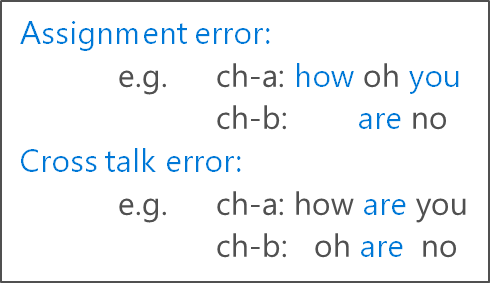 Assignment error:
e.g. ch-a: how oh you
ch-b: are no
Cross talk error:
e.g. ch-a: how are you
ch-b: oh are no